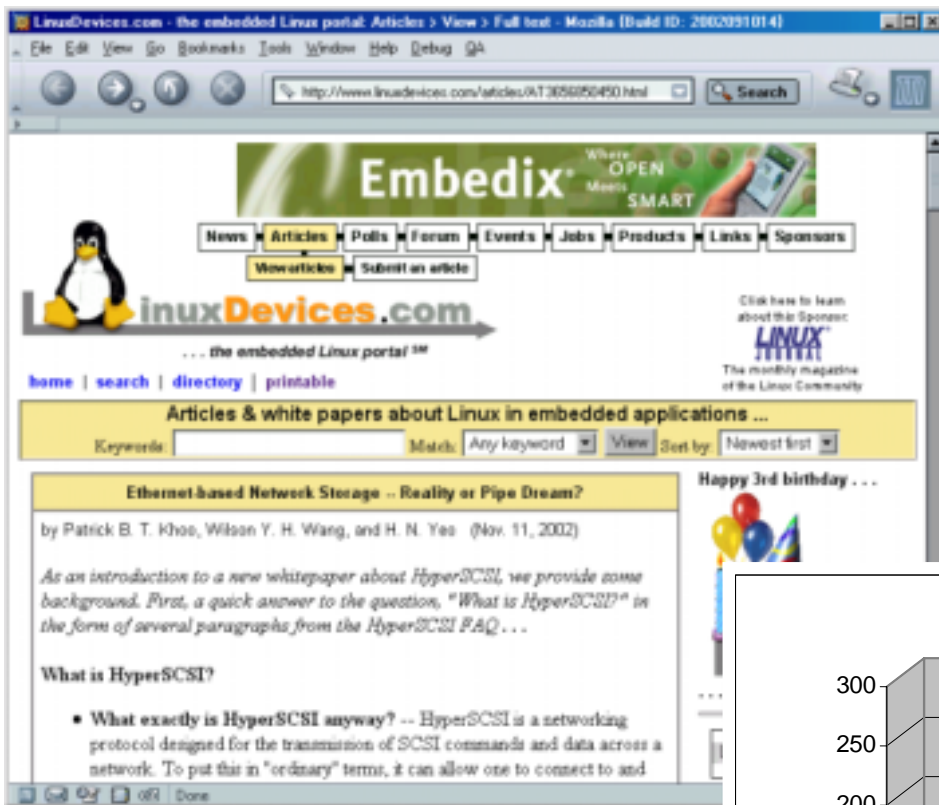 LinuxDevices.com - the embedded Linux portal: Articles > View > Full text - Mozilla {Build ID: 2002091014}
File Edit View Go Bookmarks Tools Window Help Debug QA
Search
Embedix
Where OPEN Meets SMART
News Articles Polls Forum Events Jobs Products Links Sponsors
View articles Submit an article
LinuxDevices.com
. . . the embedded Linux portal SM
Click here to learn
about this Sponsor:
LINUX
JOURNAL
The monthly magazine
of the Linux Community
home | search | directory | printable
Articles & white papers about Linux in embedded applications ...
Keywords: Match: Any keyword View Sort by: Newest first
Ethernet-based Network Storage -- Reality or Pipe Dream?
by Patrick B. T. Khoo, Wilson Y. H. Wang, and H. N. Yeo (Nov. 11, 2002)
As an introduction to a new whitepaper about HyperSCSI, we provide some
background. First, a quick answer to the question, "What is HyperSCSI?" in
the form of several paragraphs from the HyperSCSI FAQ . . .
What is HyperSCSI?
• What exactly is HyperSCSI anyway? -- HyperSCSI is a networking
protocol designed for the transmission of SCSI commands and data across a
network. To put this in "ordinary" terms, it can allow one to connect to and
Happy 3rd birthday . . .
Done
300
250
200